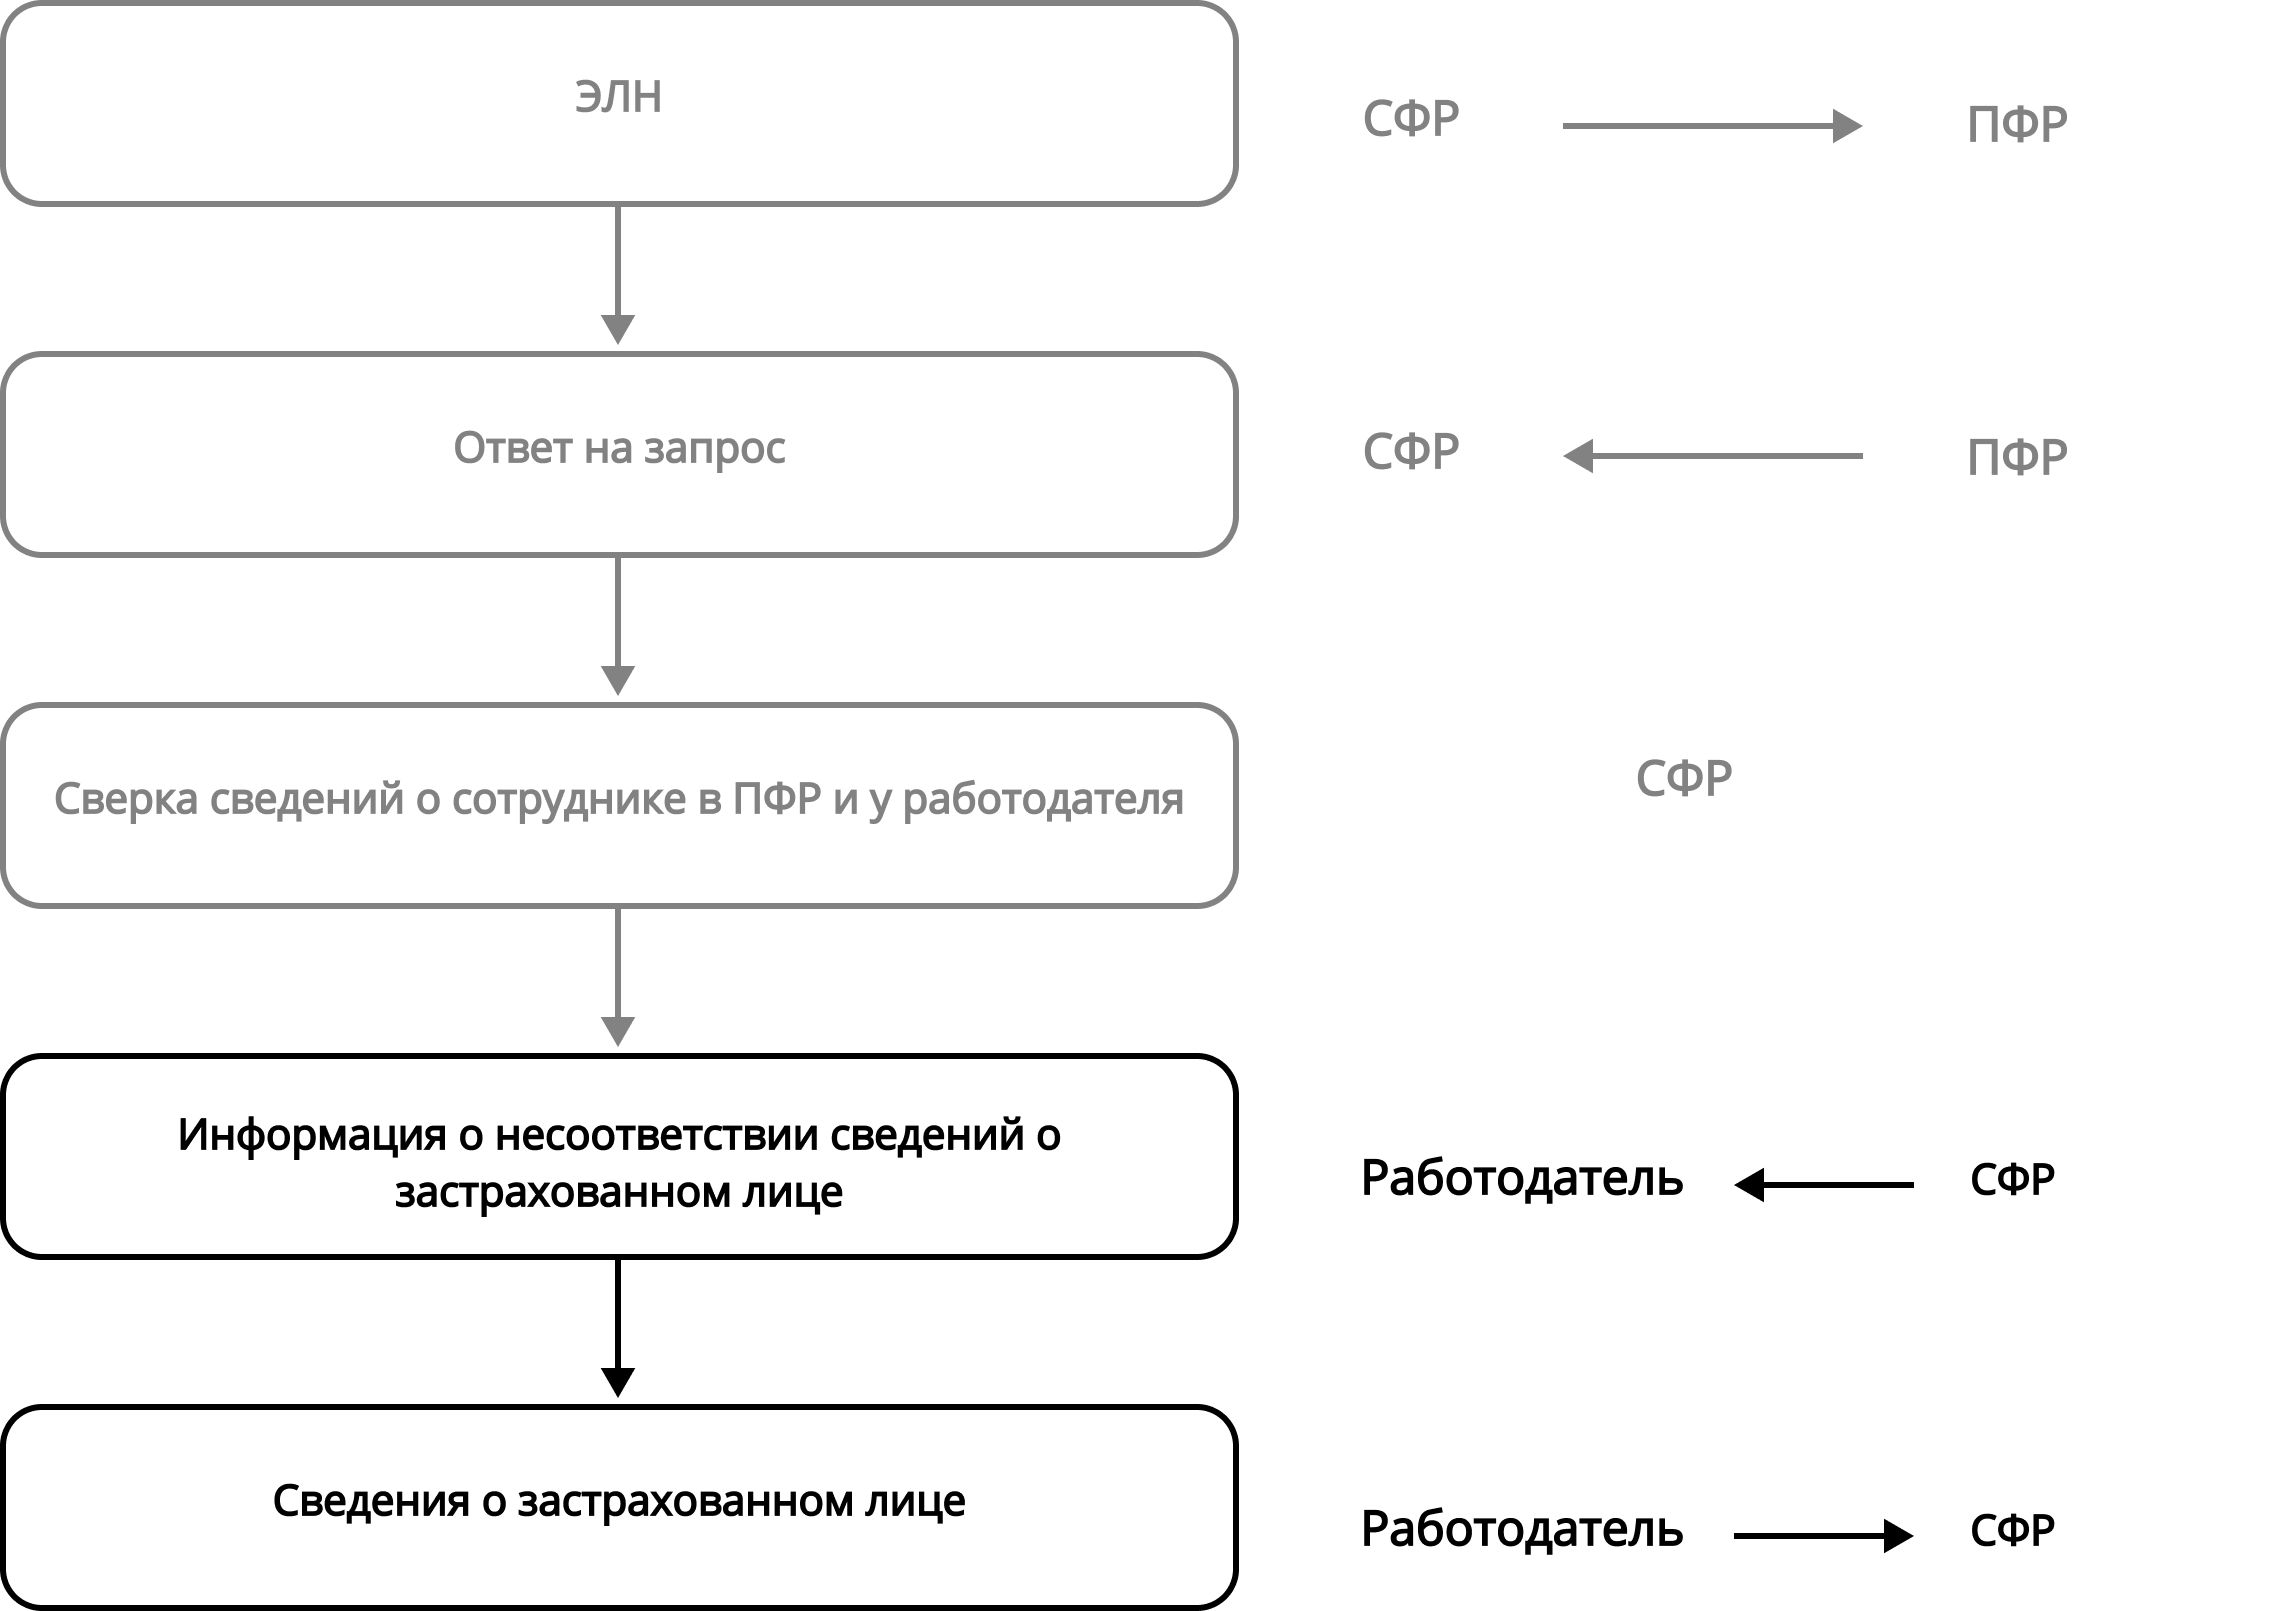 ЭЛН
СФР
ПФР
Ответ на запрос
СФР
ПФР
Сверка сведений о сотруднике в ПФР и у работодателя
СФР
Информация о несоответствии сведений о
застрахованном лице
Работодатель
СФР
Сведения о застрахованном лице
Работодатель
СФР